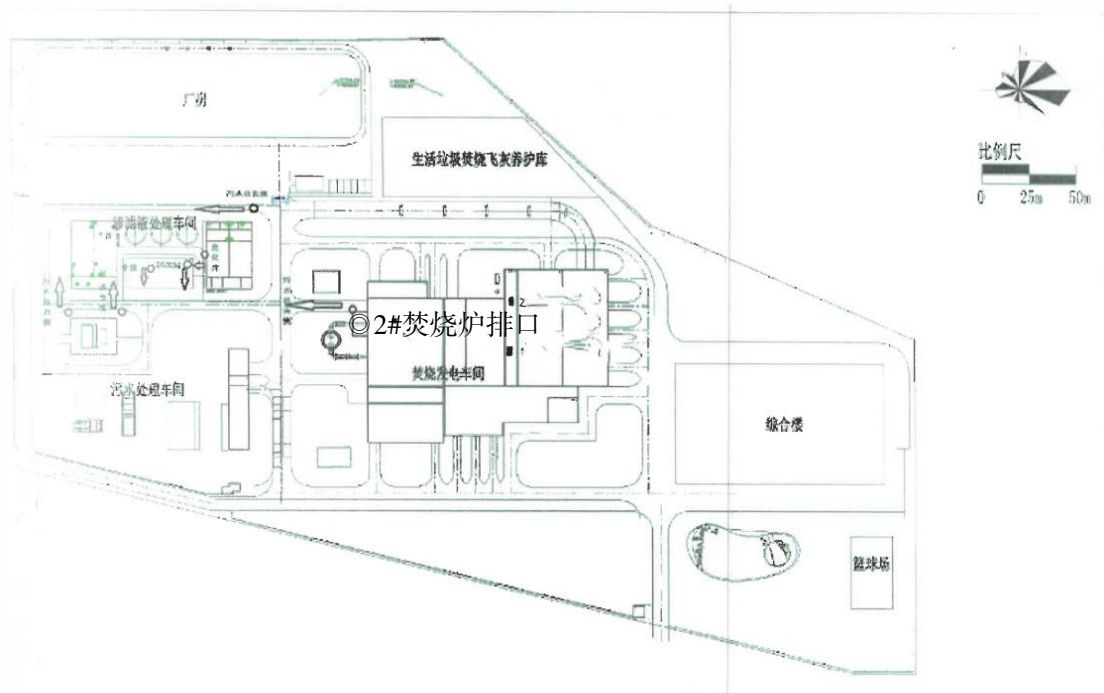 厂房
生活垃圾焚烧飞灰养护库
比例尺
0 25m 50m
渗滤液处理车间
◎2#焚烧炉排口
焚烧发电车间
污水处理车间
综合楼
篮球场